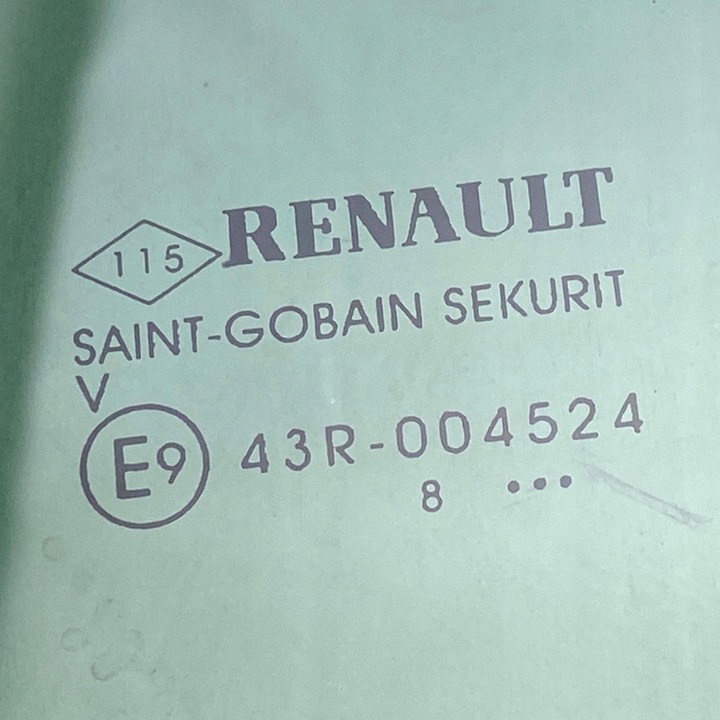 115 RENAULT
SAINT-GOBAIN SEKURIT
V
E9 43R-004524
8 •••